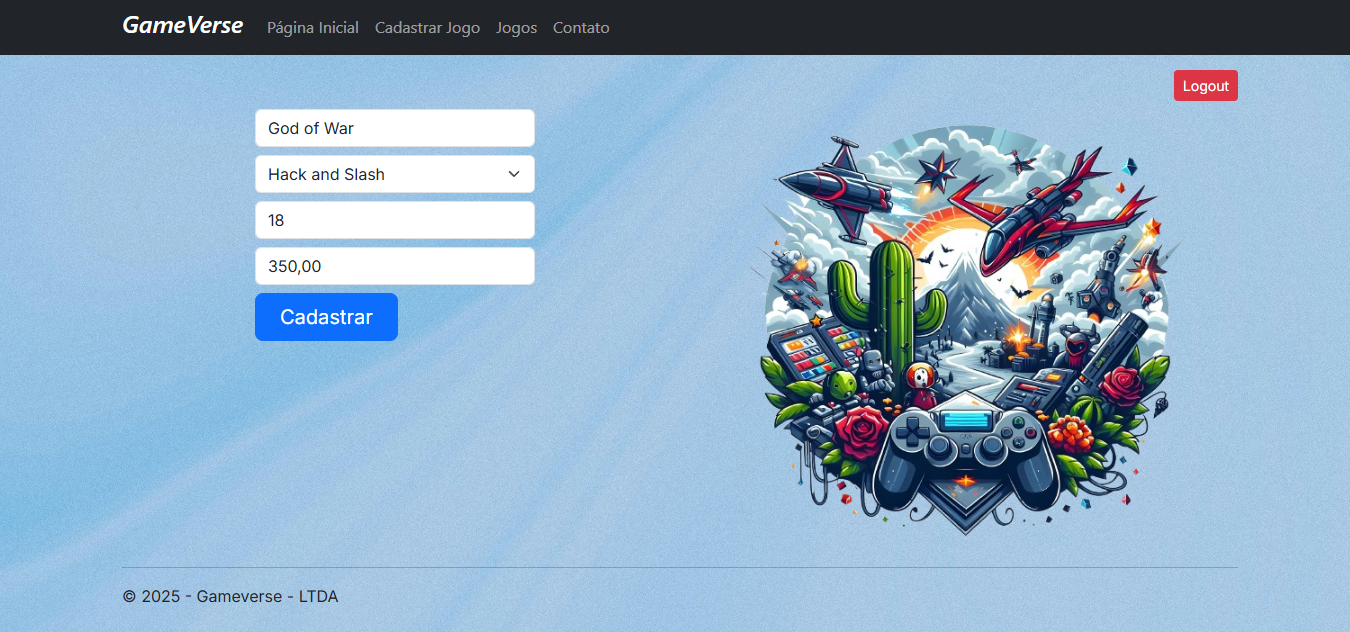 GameVerse Página Inicial Cadastrar Jogo Jogos Contato
Logout
God of War
Hack and Slash
18
350,00
Cadastrar
© 2025 - Gameverse - LTDA